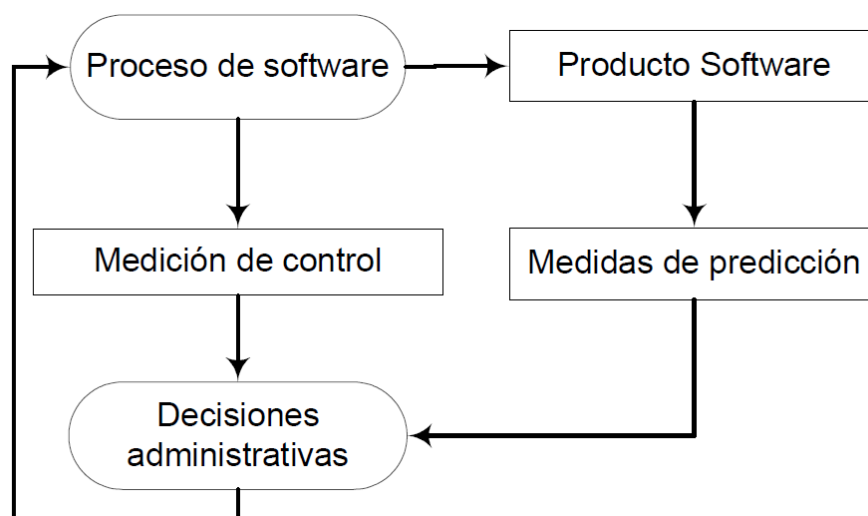 Proceso de software
Producto Software
Medición de control
Medidas de predicción
Decisiones
administrativas